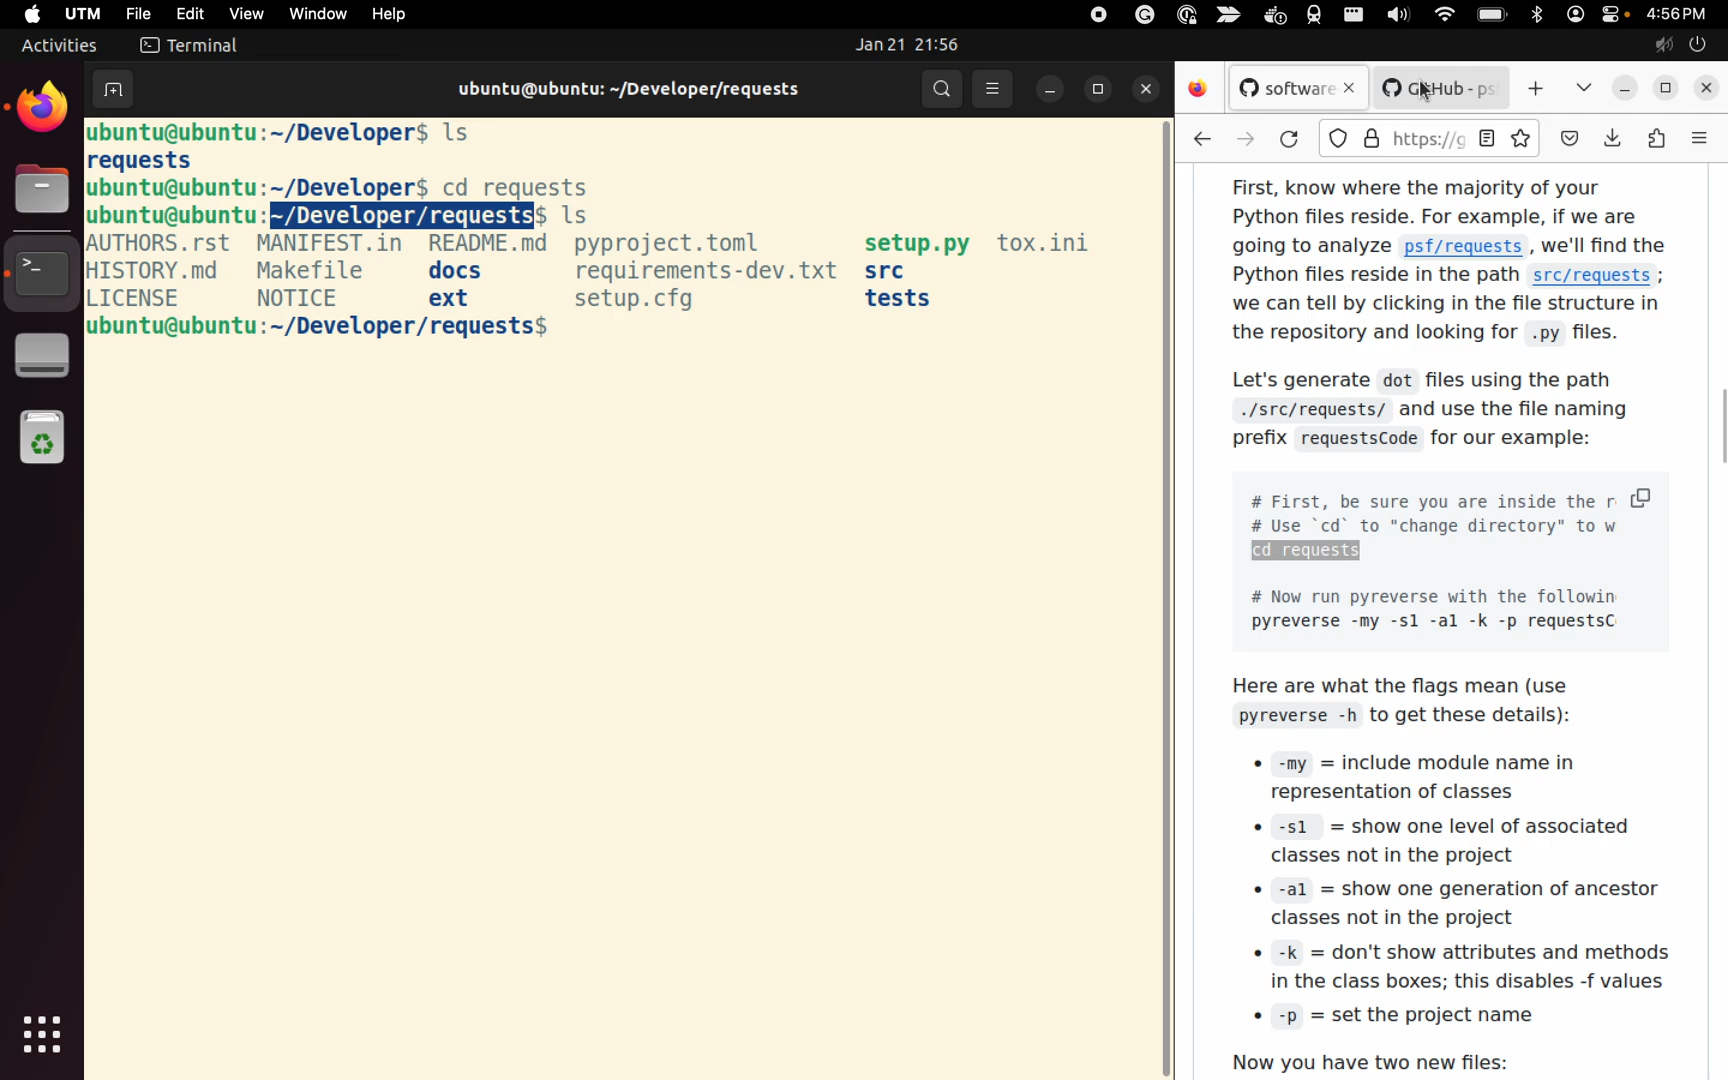 UTM File Edit View Window Help 4:56 PM
Activities Terminal Jan 21 21:56
ubuntu@ubuntu: ~/Developer/requests
ubuntu@ubuntu:~/Developer$ ls
requests
ubuntu@ubuntu:~/Developer$ cd requests
ubuntu@ubuntu:~/Developer/requests$ ls
AUTHORS.rst MANIFEST.in README.md pyproject.toml setup.py tox.ini
HISTORY.md Makefile docs requirements-dev.txt src
LICENSE NOTICE ext setup.cfg tests
ubuntu@ubuntu:~/Developer/requests$
software GitHub - ps
https://g
First, know where the majority of your
Python files reside. For example, if we are
going to analyze psf/requests, we'll find the
Python files reside in the path src/requests;
we can tell by clicking in the file structure in
the repository and looking for .py files.
Let's generate dot files using the path
./src/requests/ and use the file naming
prefix requestsCode for our example:
# First, be sure you are inside the r
# Use `cd` to "change directory" to w
cd requests
# Now run pyreverse with the followin
pyreverse -my -s1 -a1 -k -p requestsC
Here are what the flags mean (use
pyreverse -h to get these details):
• -my = include module name in
representation of classes
• -s1 = show one level of associated
classes not in the project
• -a1 = show one generation of ancestor
classes not in the project
• -k = don't show attributes and methods
in the class boxes; this disables -f values
• -p = set the project name
Now you have two new files: